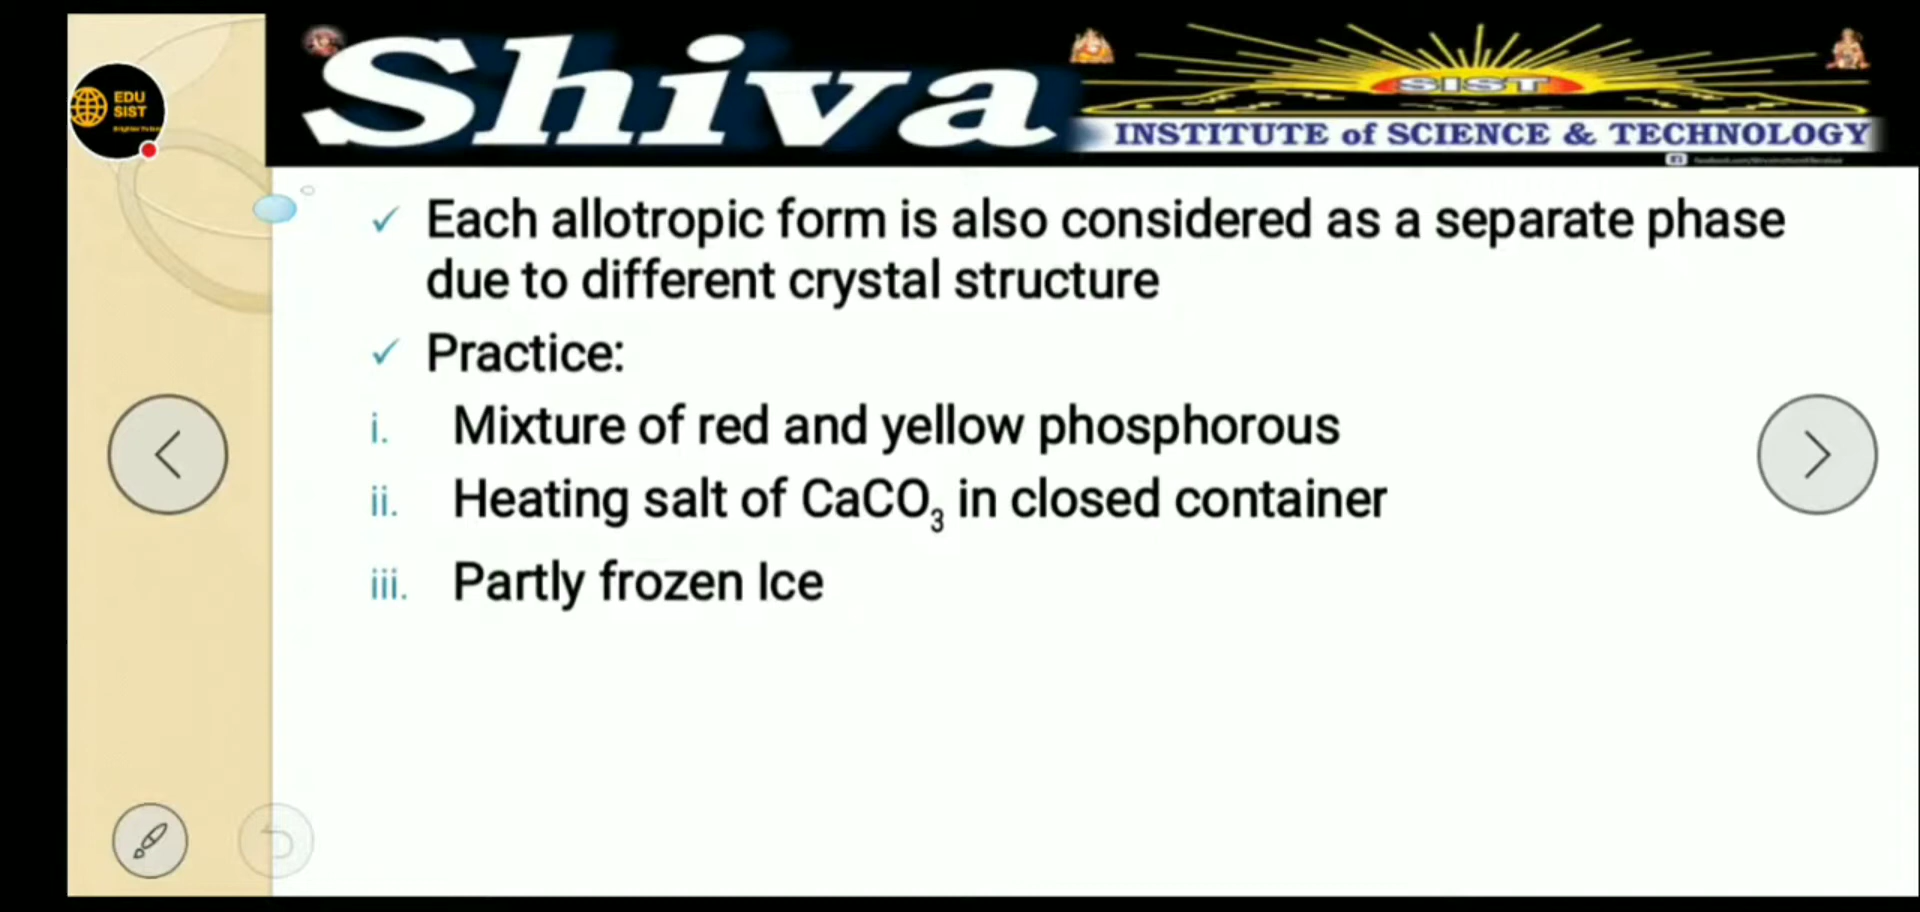 Shiva
SIST
INSTITUTE of SCIENCE & TECHNOLOGY
EDU
SIST
✓ Each allotropic form is also considered as a separate phase
due to different crystal structure
✓ Practice:
i. Mixture of red and yellow phosphorous
ii. Heating salt of CaCO₃ in closed container
iii. Partly frozen Ice